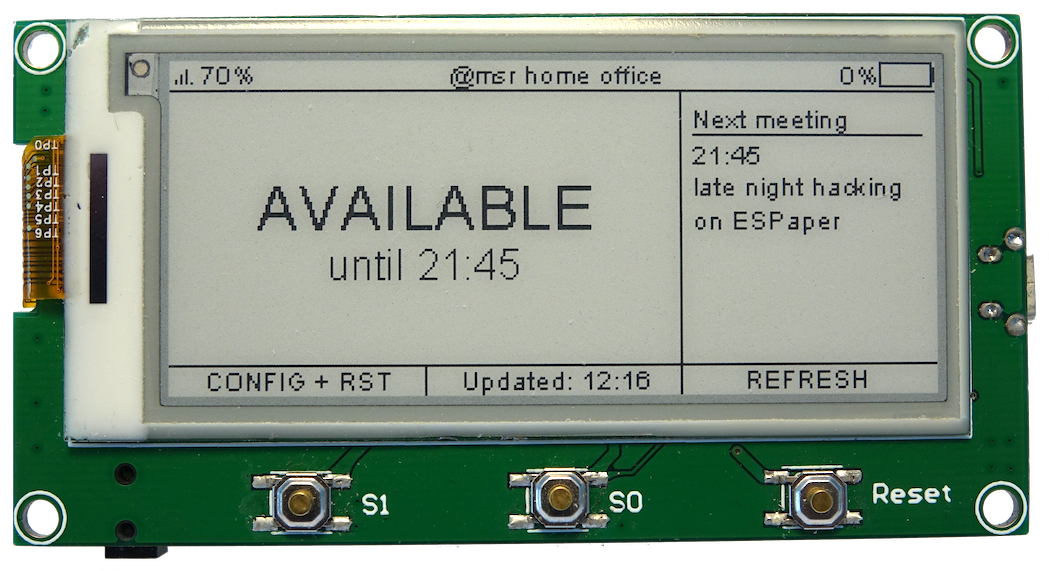 70%
@msr home office
0%
AVAILABLE
until 21:45
Next meeting
21:45
late night hacking
on ESPaper
CONFIG + RST
Updated: 12:16
REFRESH
TP0
TP1
TP2
TP3
TP4
TP5
TP6
S1
S0
Reset